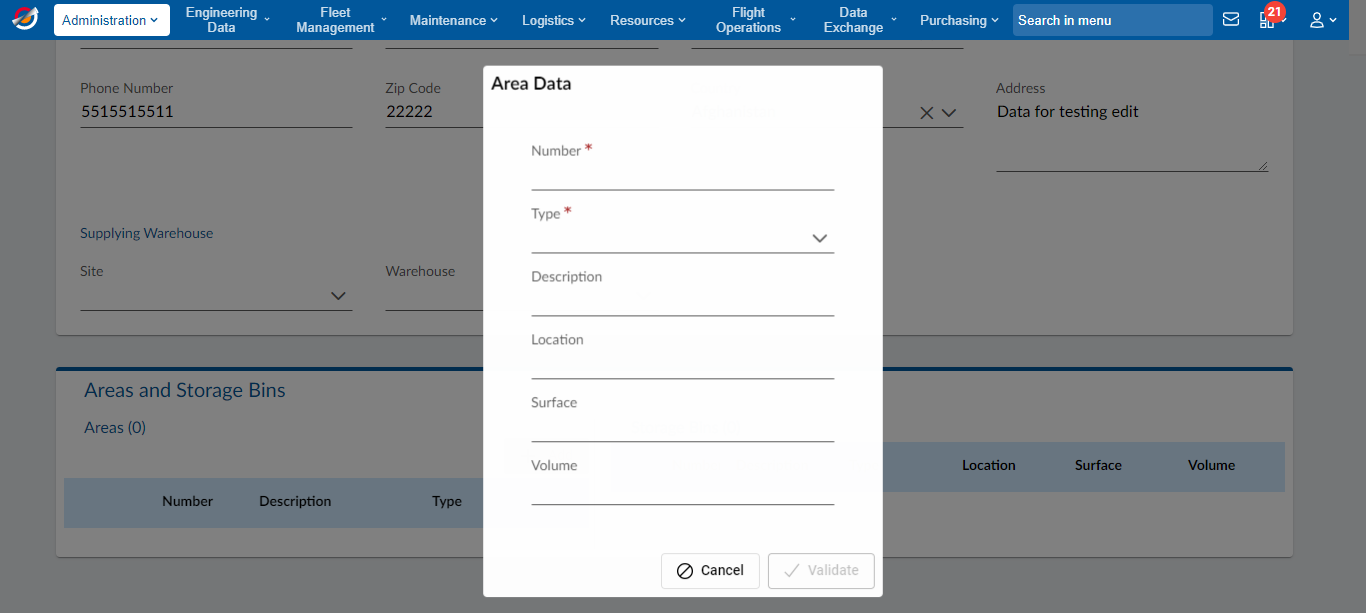 Administration
Engineering Data
Fleet Management
Maintenance
Logistics
Resources
Flight Operations
Data Exchange
Purchasing
Search in menu
21
Phone Number
5515515511
Zip Code
22222
Address
Data for testing edit
Supplying Warehouse
Site
Warehouse
Areas and Storage Bins
Areas (0)
Number Description Type
Location Surface Volume
Area Data
Number *
Type *
Description
Location
Surface
Volume
Cancel
Validate